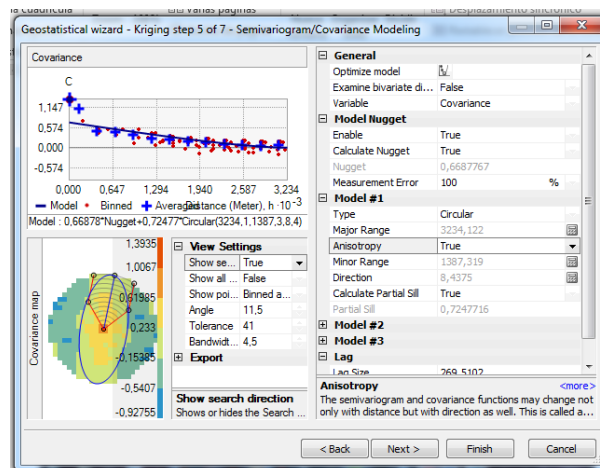 Geostatistical wizard - Kriging step 5 of 7 - Semivariogram/Covariance Modeling
Covariance
C
1,147
0,574
0,000
-0,574
0,000 0,647 1,294 1,940 2,587 3,234
Model Binned Averaged Distance (Meter), h ·10 -3
Model : 0,66878*Nugget+0,72477*Circular(3234,1,1387,3,8,4)
Covariance map
1,3935
1,0067
0,61985
0,233
-0,15385
-0,5407
-0,92755
View Settings
Show se... True
Show all ... False
Show poi... Binned a...
Angle 11,5
Tolerance 41
Bandwidt... 4,5
Export
Show search direction
Shows or hides the Search ...
General
Optimize model
Examine bivariate di... False
Variable Covariance
Model Nugget
Enable True
Calculate Nugget True
Nugget 0,6687767
Measurement Error 100 %
Model #1
Type Circular
Major Range 3234,122
Anisotropy True
Minor Range 1387,319
Direction 8,4375
Calculate Partial Sill True
Partial Sill 0,7247716
Model #2
Model #3
Lag
Lag Size 269,5102
Anisotropy <more>
The semivariogram and covariance functions may change not
only with distance but with direction as well. This is called a...
< Back Next > Finish Cancel